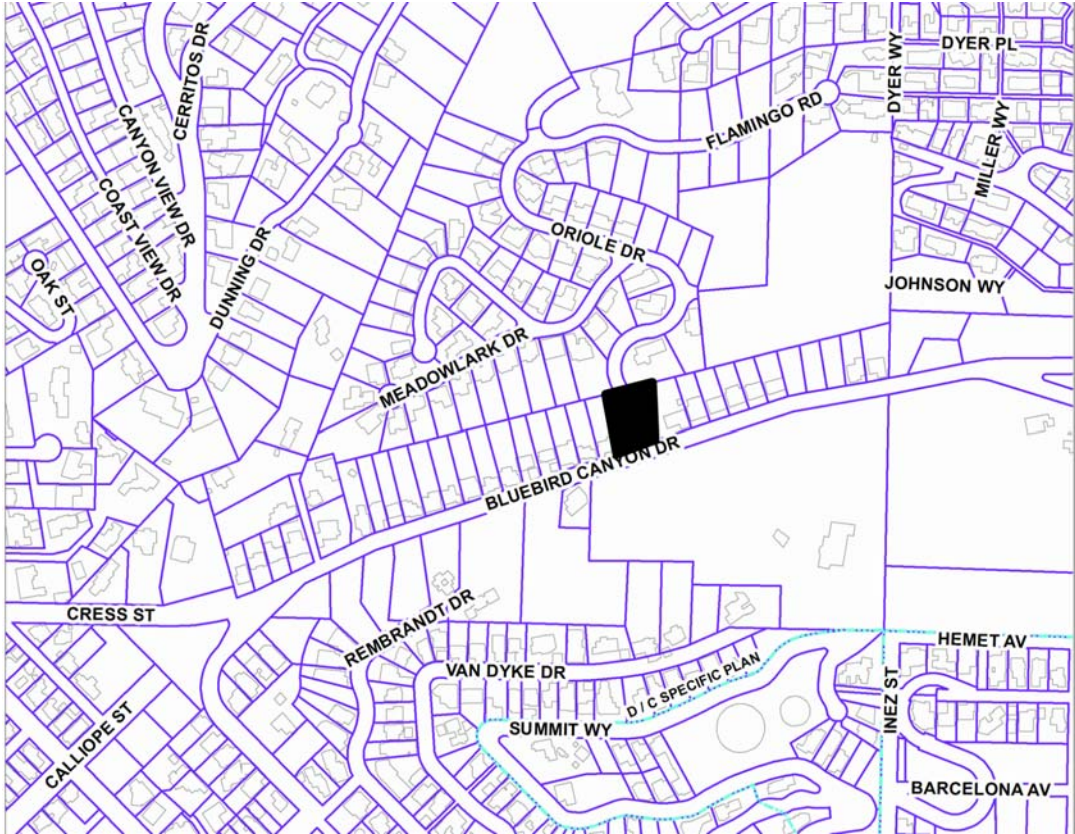 DYER PL
CERRITOS DR
DYER WY
CANYON VIEW DR
FLAMINGO RD
MILLER WY
COAST VIEW DR
ORIOLE DR
DUNNING DR
OAK ST
JOHNSON WY
MEADOWLARK DR
BLUEBIRD CANYON DR
CRESS ST
REMBRANDT DR
HEMET AV
VAN DYKE DR
D / C SPECIFIC PLAN
INEZ ST
SUMMIT WY
CALLIOPE ST
BARCELONA AV